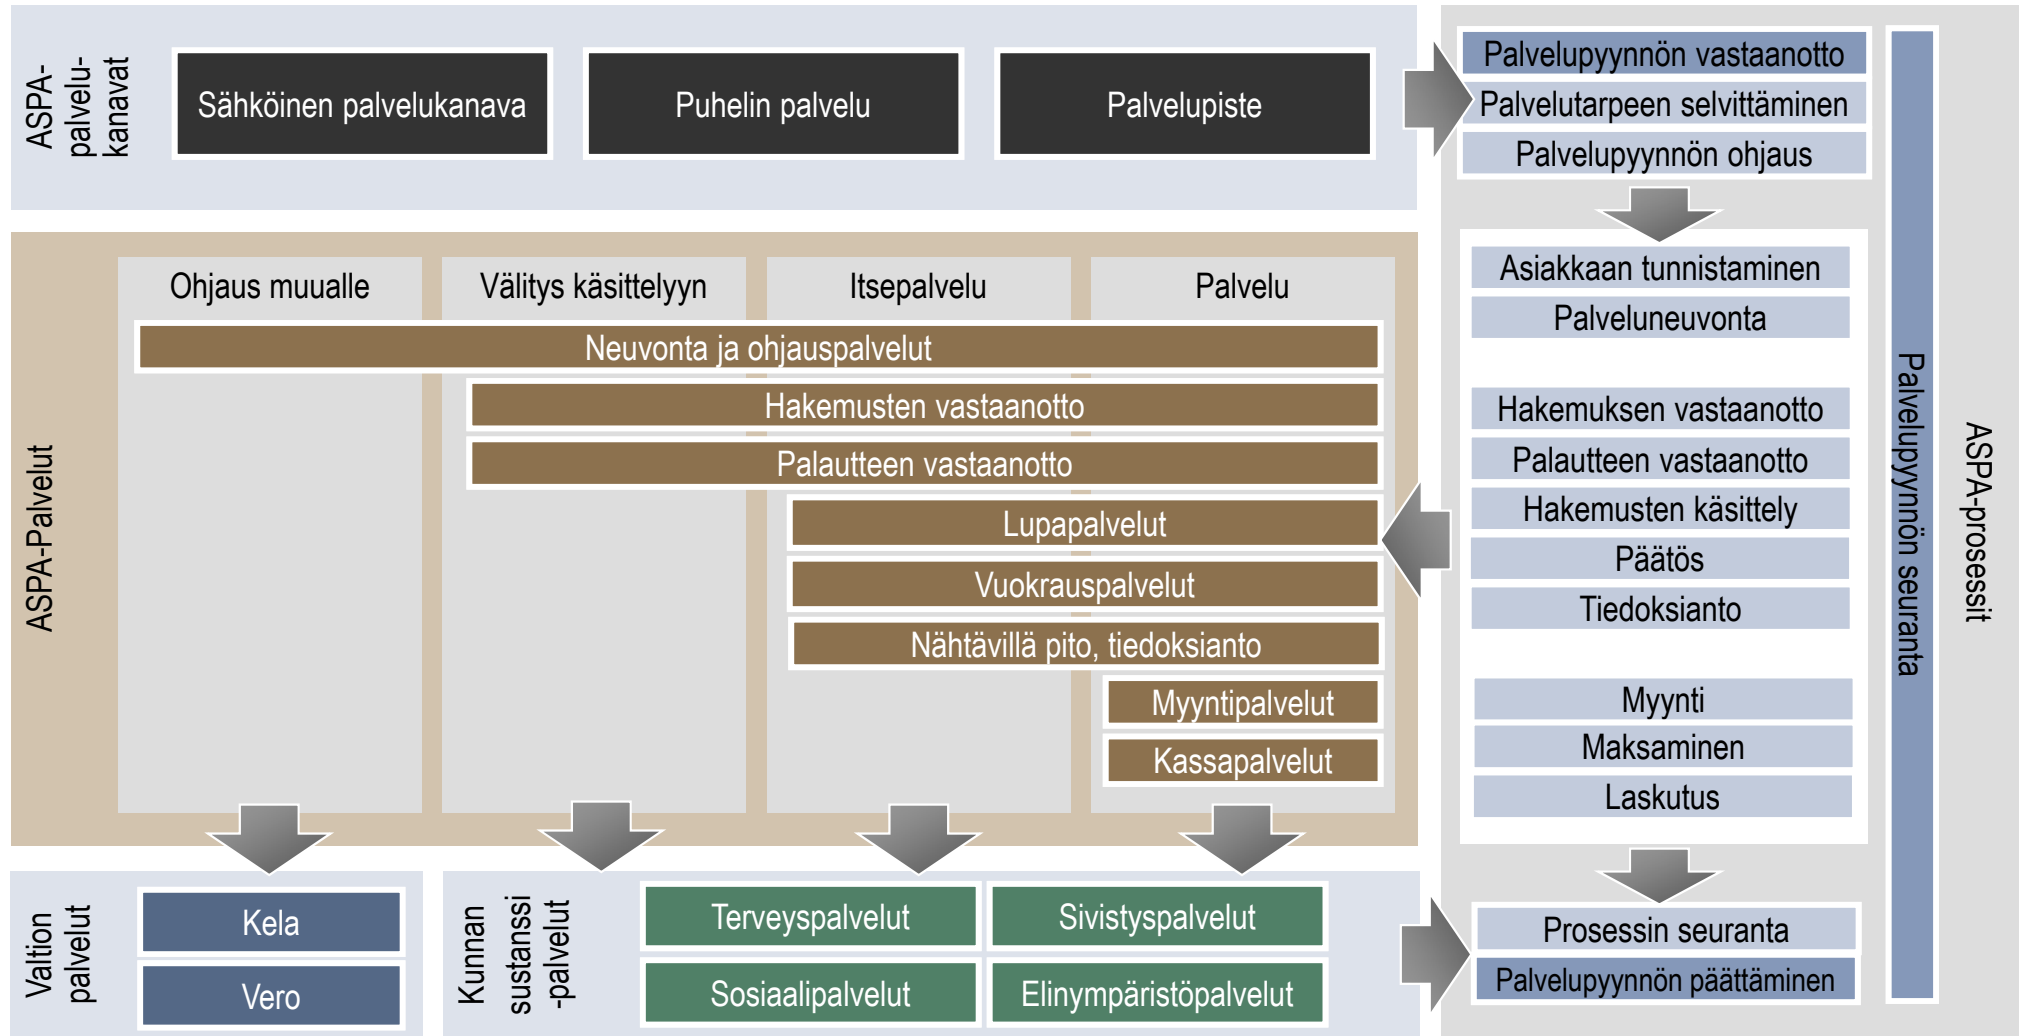 ASPA-
palvelu-
kanavat
Sähköinen palvelukanava
Puhelin palvelu
Palvelupiste
Palvelupyynnön vastaanotto
Palvelutarpeen selvittäminen
Palvelupyynnön ohjaus
ASPA-Palvelut
Ohjaus muualle
Välitys käsittelyyn
Itsepalvelu
Palvelu
Neuvonta ja ohjauspalvelut
Hakemusten vastaanotto
Palautteen vastaanotto
Lupapalvelut
Vuokrauspalvelut
Nähtävillä pito, tiedoksianto
Myyntipalvelut
Kassapalvelut
Asiakkaan tunnistaminen
Palveluneuvonta
Hakemuksen vastaanotto
Palautteen vastaanotto
Hakemusten käsittely
Päätös
Tiedoksianto
Myynti
Maksaminen
Laskutus
Palvelupyynnön seuranta
ASPA-prosessit
Valtion
palvelut
Kela
Vero
Kunnan
sustanssi
-palvelut
Terveyspalvelut
Sivistyspalvelut
Sosiaalipalvelut
Elinympäristöpalvelut
Prosessin seuranta
Palvelupyynnön päättäminen